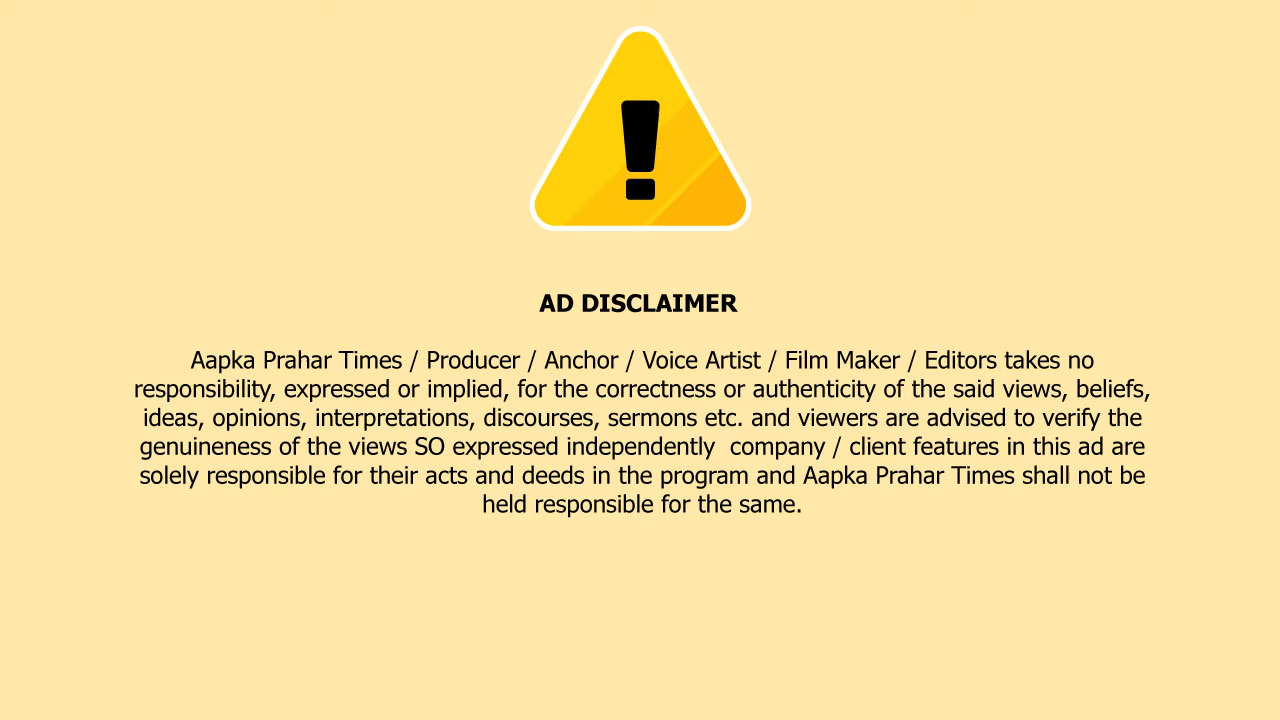 AD DISCLAIMER
Aapka Prahar Times / Producer / Anchor / Voice Artist / Film Maker / Editors takes no
responsibility, expressed or implied, for the correctness or authenticity of the said views, beliefs,
ideas, opinions, interpretations, discourses, sermons etc. and viewers are advised to verify the
genuineness of the views SO expressed independently  company / client features in this ad are
solely responsible for their acts and deeds in the program and Aapka Prahar Times shall not be
held responsible for the same.